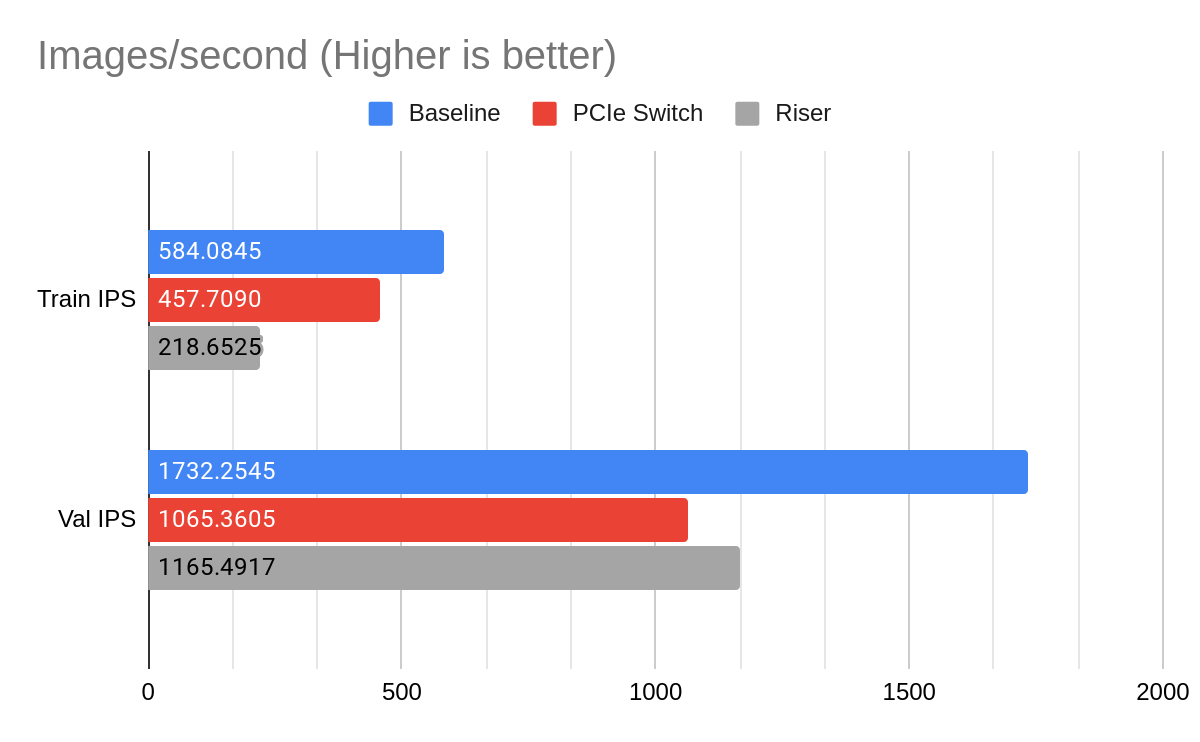 Images/second (Higher is better)
Baseline PCIe Switch Riser
584.0845
Train IPS 457.7090
218.6525
1732.2545
Val IPS 1065.3605
1165.4917
0 500 1000 1500 2000